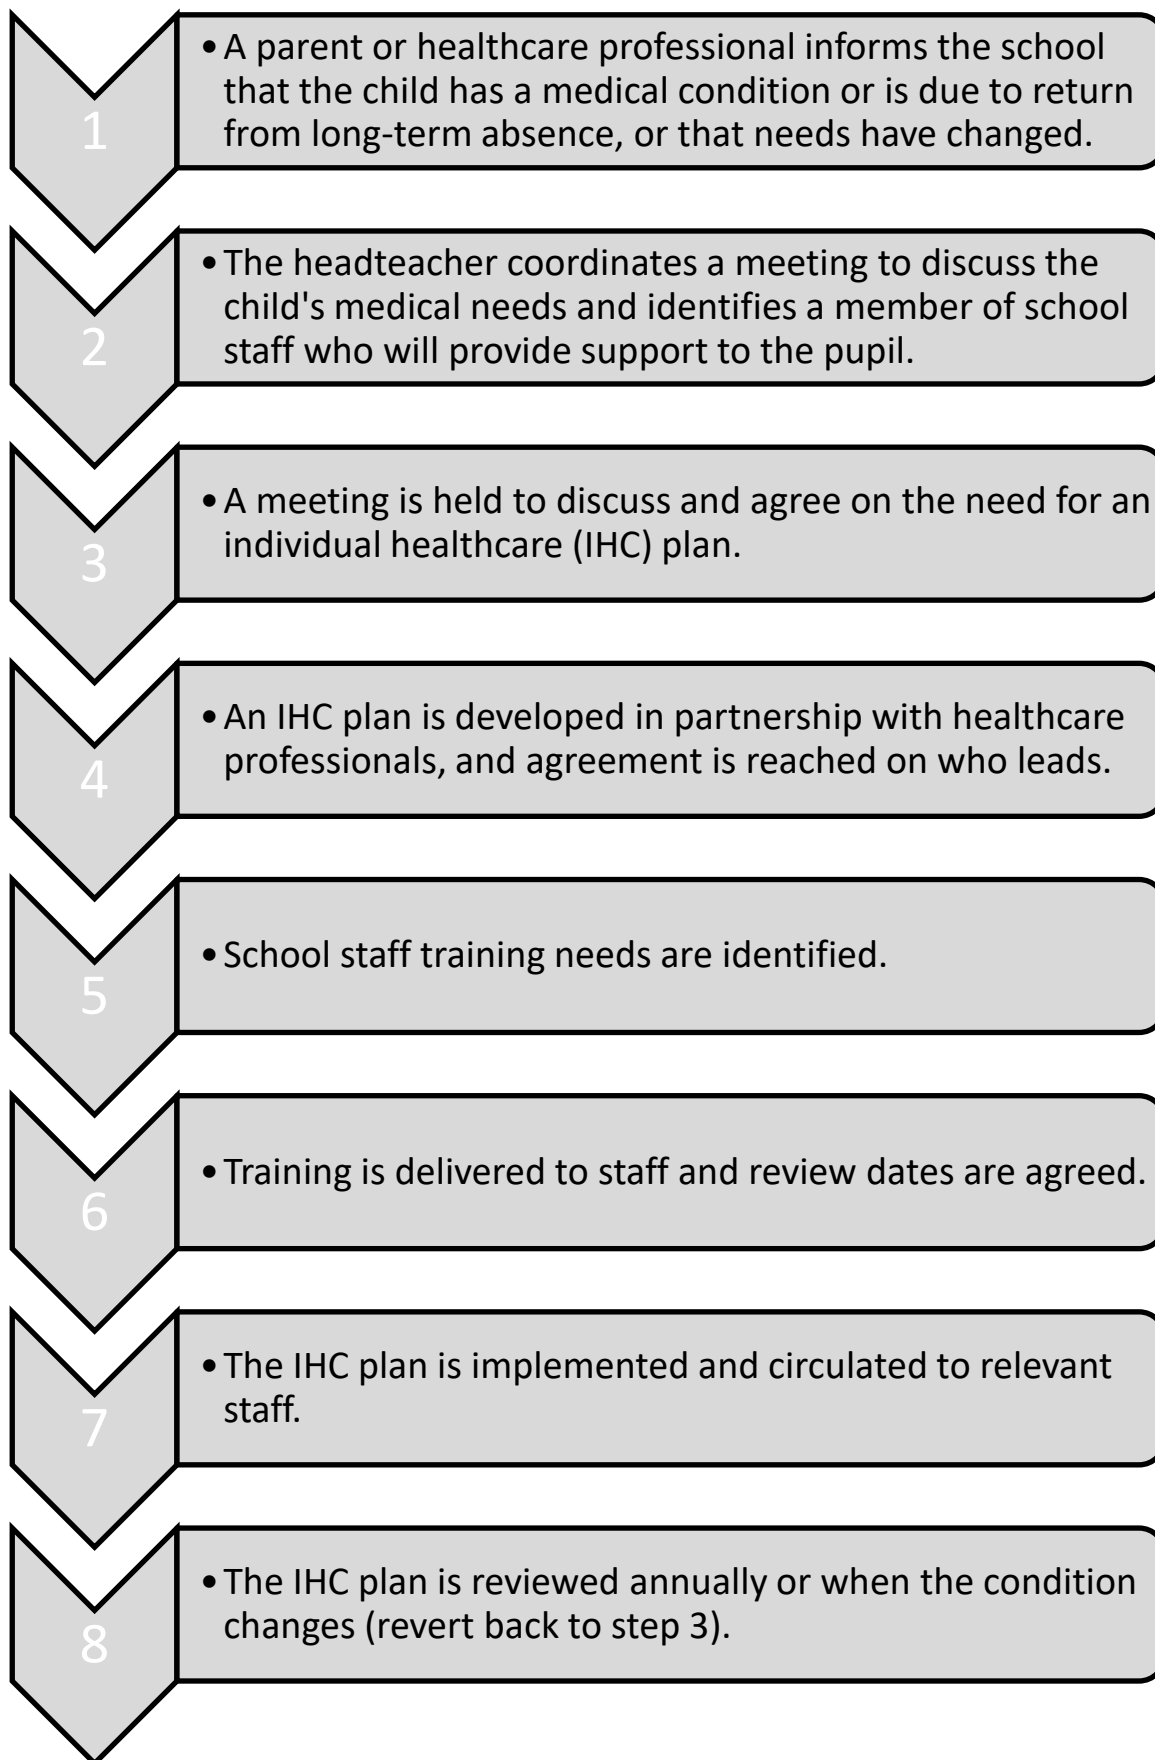 1
• A parent or healthcare professional informs the school
that the child has a medical condition or is due to return
from long-term absence, or that needs have changed.
2
• The headteacher coordinates a meeting to discuss the
child's medical needs and identifies a member of school
staff who will provide support to the pupil.
3
• A meeting is held to discuss and agree on the need for an
individual healthcare (IHC) plan.
4
• An IHC plan is developed in partnership with healthcare
professionals, and agreement is reached on who leads.
5
• School staff training needs are identified.
6
• Training is delivered to staff and review dates are agreed.
7
• The IHC plan is implemented and circulated to relevant
staff.
8
• The IHC plan is reviewed annually or when the condition
changes (revert back to step 3).